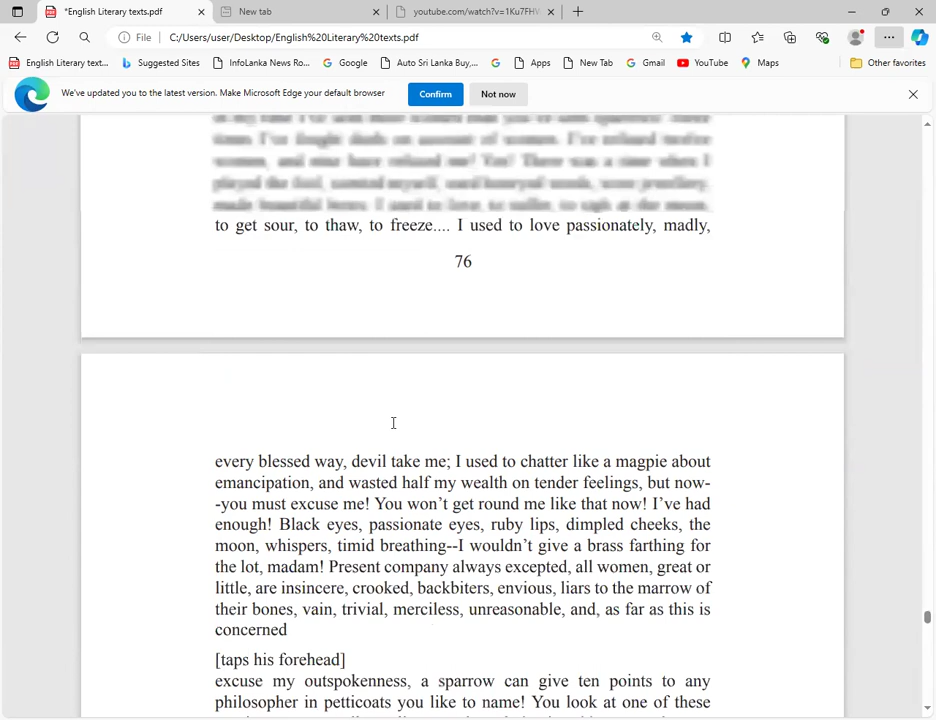 *English Literary texts.pdf
New tab
youtube.com/watch?v=1Ku7FHV
File C:/Users/user/Desktop/English%20Literary%20texts.pdf
English Literary text...
Suggested Sites
InfoLanka News Ro...
Google
Auto Sri Lanka Buy,...
Apps
New Tab
Gmail
YouTube
Maps
Other favorites
We've updated you to the latest version. Make Microsoft Edge your default browser
Confirm
Not now
to get sour, to thaw, to freeze.... I used to love passionately, madly,
76
every blessed way, devil take me; I used to chatter like a magpie about
emancipation, and wasted half my wealth on tender feelings, but now-
-you must excuse me! You won't get round me like that now! I've had
enough! Black eyes, passionate eyes, ruby lips, dimpled cheeks, the
moon, whispers, timid breathing--I wouldn't give a brass farthing for
the lot, madam! Present company always excepted, all women, great or
little, are insincere, crooked, backbiters, envious, liars to the marrow of
their bones, vain, trivial, merciless, unreasonable, and, as far as this is
concerned
[taps his forehead]
excuse my outspokenness, a sparrow can give ten points to any
philosopher in petticoats you like to name! You look at one of these